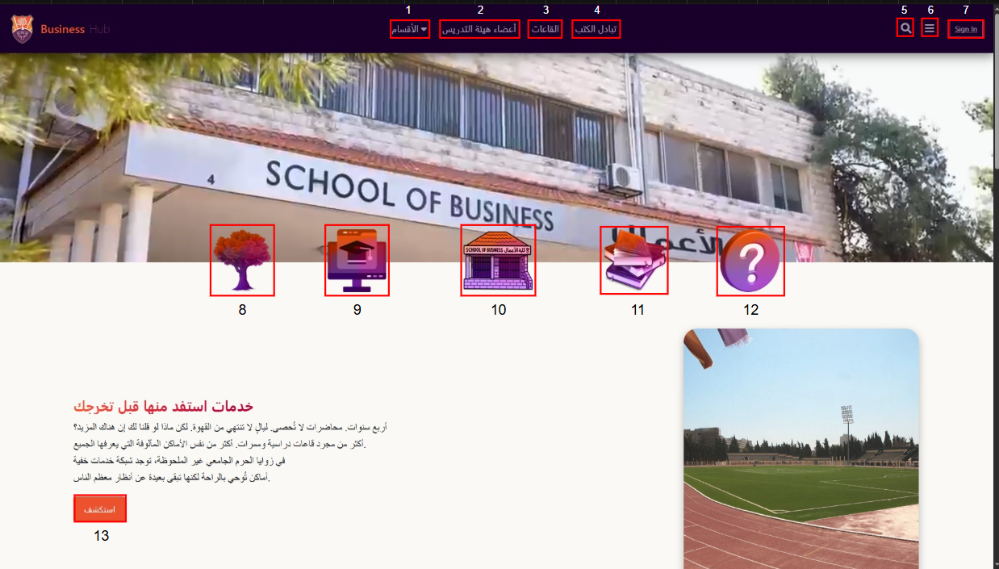 1 2 3 4 5 6 7
Business Hub
الأقسام
أعضاء هيئة التدريس
القاعات
تبادل الكتب
Sign In
4
SCHOOL OF BUSINESS
الأعمال
SCHOOL OF BUSINESS كلية الأعمال
?
8 9 10 11 12
خدمات استفد منها قبل تخرجك
أربع سنوات. محاضرات لا تُحصى. ليالٍ لا تنتهي من القهوة. لكن ماذا لو قلنا لك إن هناك المزيد؟
أكثر من مجرد قاعات دراسية وممرات. أكثر من نفس الأماكن المألوفة التي يعرفها الجميع.
في زوايا الحرم الجامعي غير الملحوظة، توجد شبكة خدمات خفية
أماكن تُوحي بالراحة لكنها تبقى بعيدة عن أنظار معظم الناس.
استكشف
13